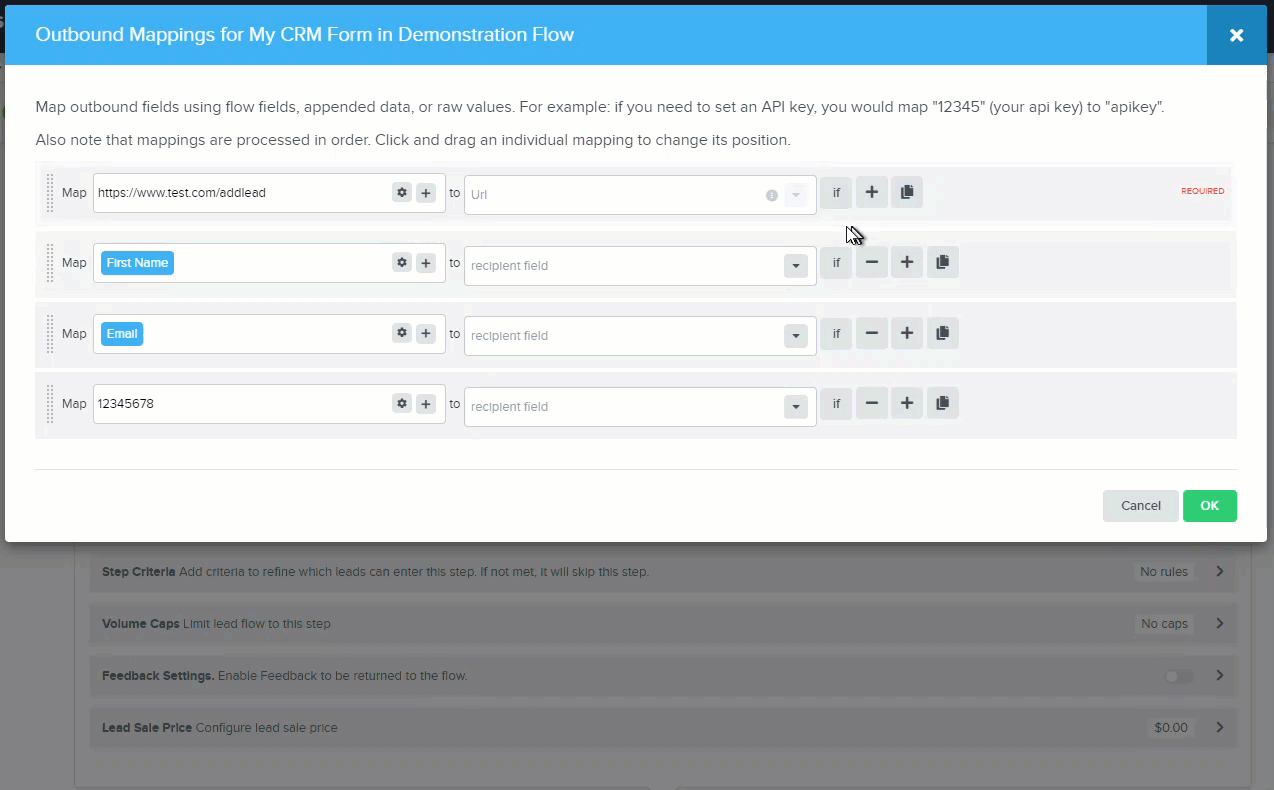 Outbound Mappings for My CRM Form in Demonstration Flow
Map outbound fields using flow fields, appended data, or raw values. For example: if you need to set an API key, you would map "12345" (your api key) to "apikey".
Also note that mappings are processed in order. Click and drag an individual mapping to change its position.
Map https://www.test.com/addlead to Url if REQUIRED
Map First Name to recipient field if
Map Email to recipient field if
Map 12345678 to recipient field if
Cancel OK
Step Criteria Add criteria to refine which leads can enter this step. If not met, it will skip this step. No rules
Volume Caps Limit lead flow to this step No caps
Feedback Settings. Enable Feedback to be returned to the flow.
Lead Sale Price Configure lead sale price $0.00